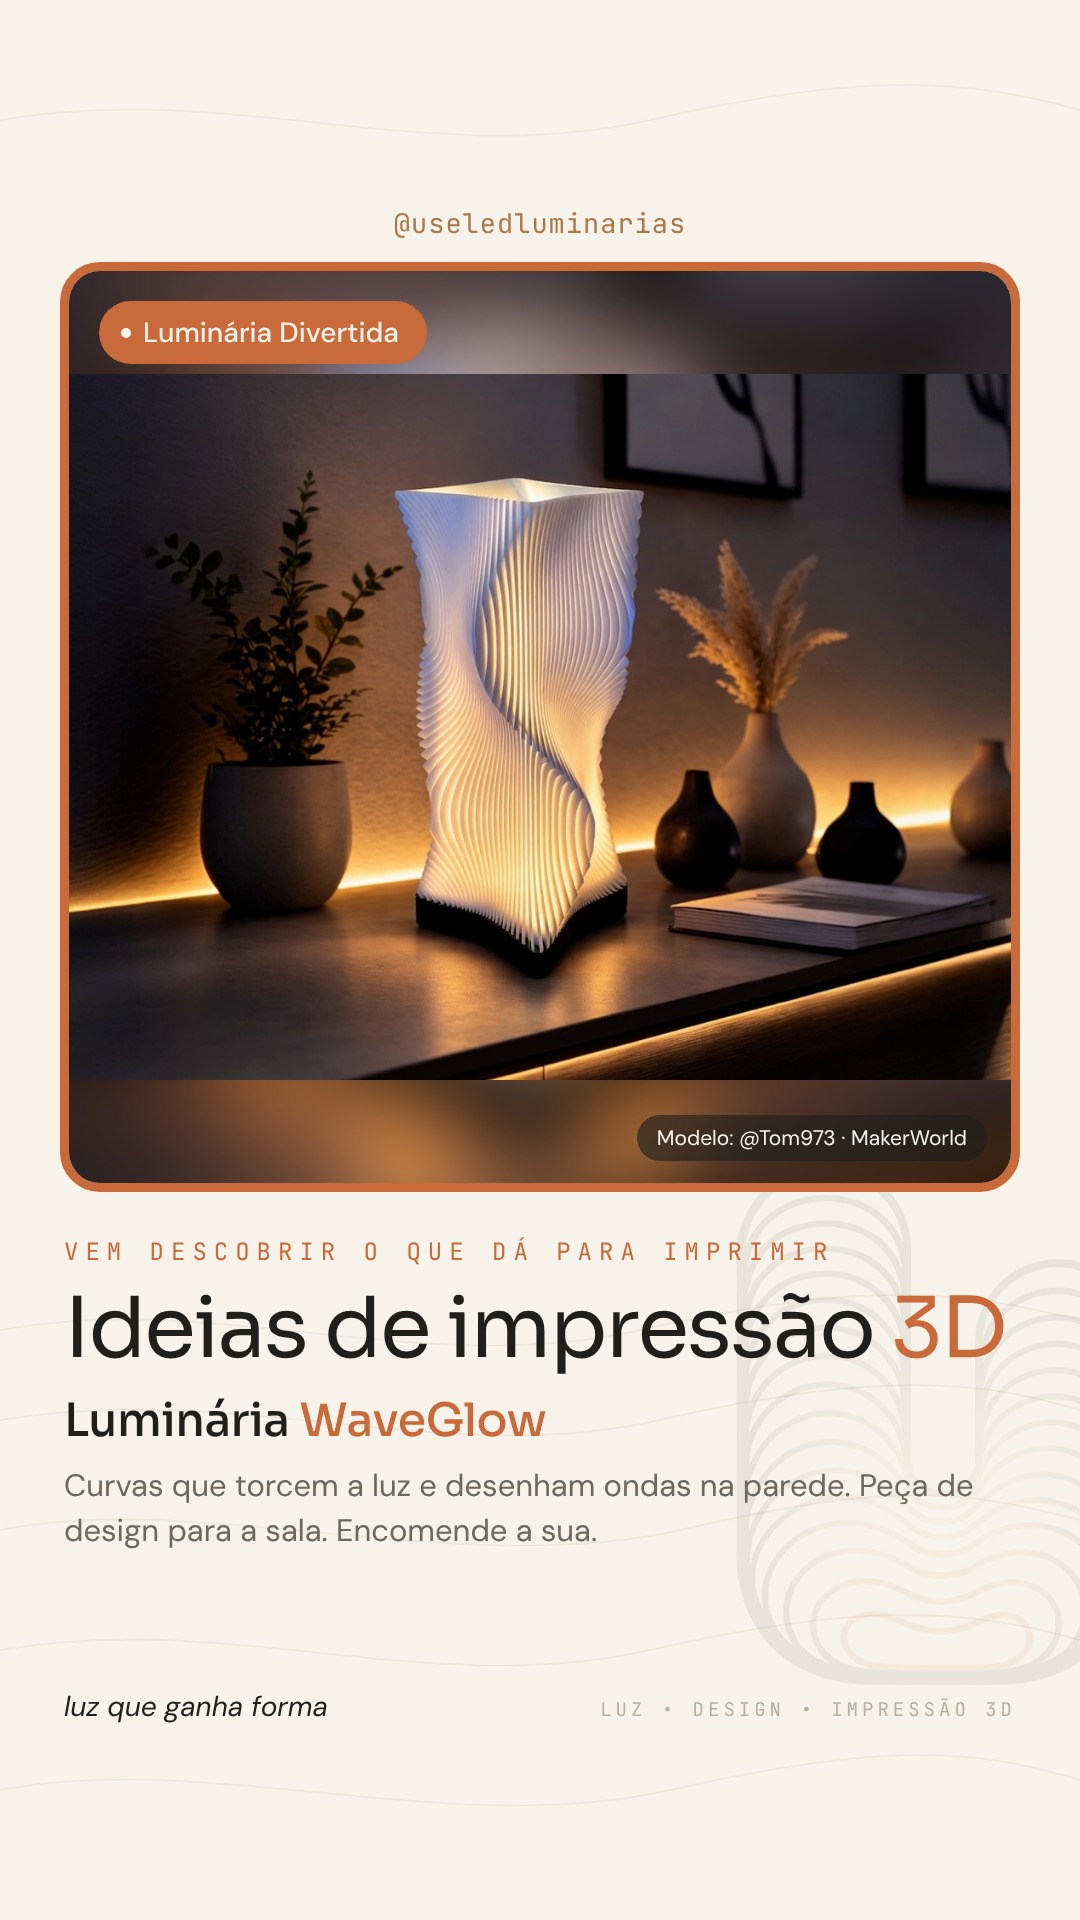 @useledluminarias
• Luminária Divertida
Modelo: @Tom973 · MakerWorld
VEM DESCOBRIR O QUE DÁ PARA IMPRIMIR
Ideias de impressão 3D
Luminária WaveGlow
Curvas que torcem a luz e desenham ondas na parede. Peça de
design para a sala. Encomende a sua.
luz que ganha forma
LUZ • DESIGN • IMPRESSÃO 3D